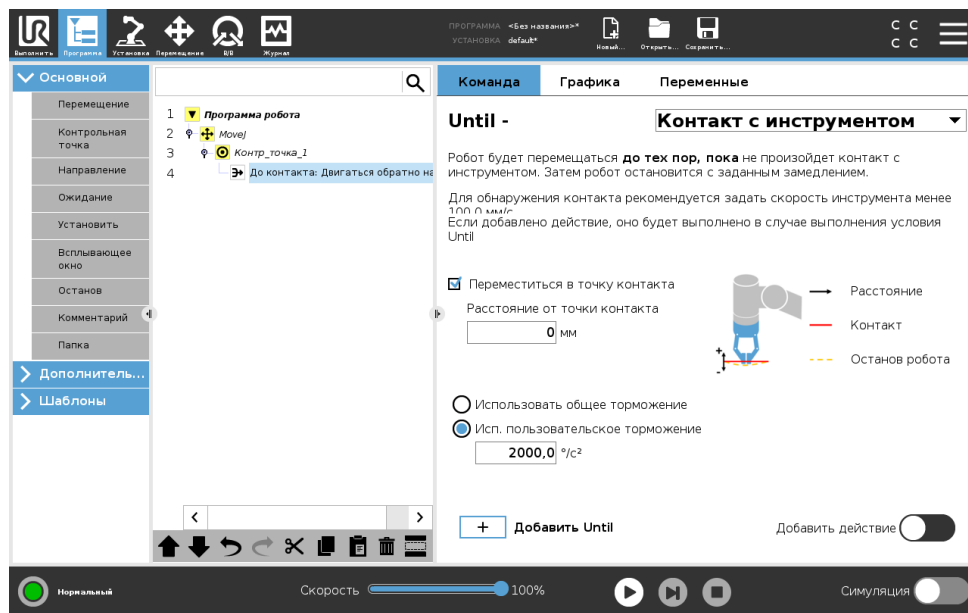 ПРОГРАММА <Без названия>*
УСТАНОВКА default*
Выполнить
Программа
Установка
Перемещение
В/В
Журнал
Новый...
Открыть...
Сохранить...
C C
C C
Основной
Перемещение
Контрольная
точка
Направление
Ожидание
Установить
Всплывающее
окно
Останов
Комментарий
Папка
Дополнитель...
Шаблоны
1 Программа робота
2 MoveJ
3 Контр_точка_1
4 До контакта: Двигаться обратно на
Команда
Графика
Переменные
Until -
Контакт с инструментом
Робот будет перемещаться до тех пор, пока не произойдет контакт с
инструментом. Затем робот остановится с заданным замедлением.
Для обнаружения контакта рекомендуется задать скорость инструмента менее
100,0 мм/с
Если добавлено действие, оно будет выполнено в случае выполнения условия
Until
Переместиться в точку контакта
Расстояние от точки контакта
0 мм
+
-
Расстояние
Контакт
Останов робота
Использовать общее торможение
Исп. пользовательское торможение
2000,0 °/с²
+ Добавить Until
Добавить действие
Нормальный
Скорость
100%
Симуляция